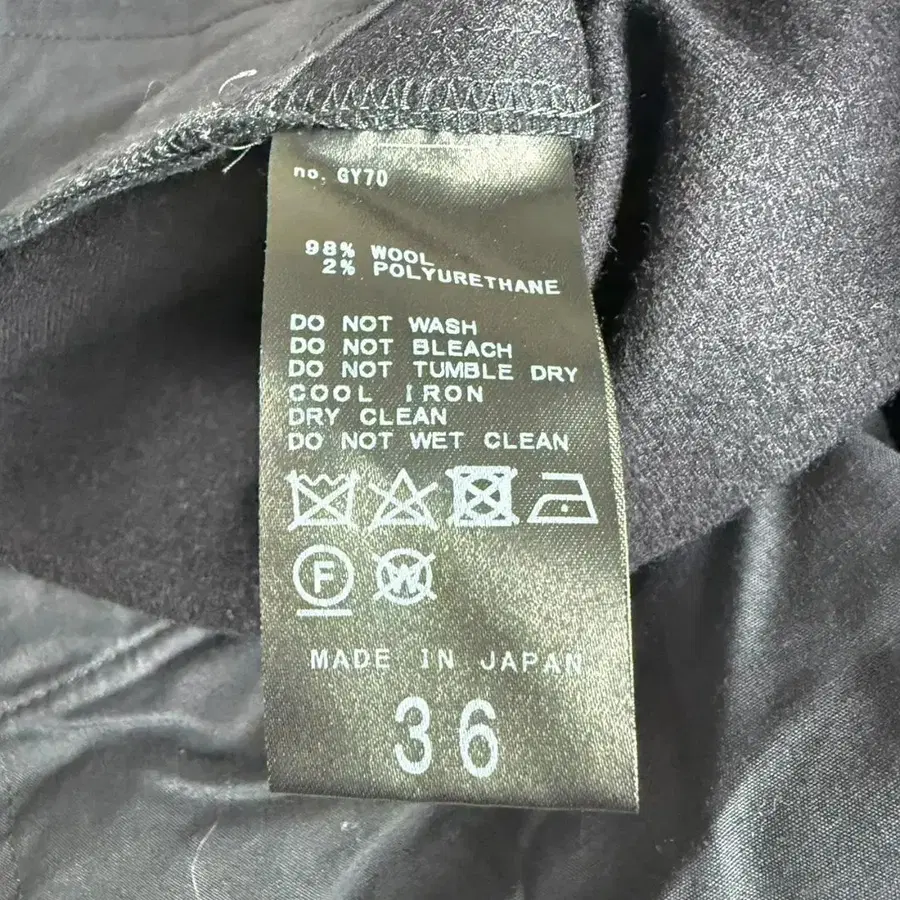 no. GY70
98% WOOL
2% POLYURETHANE
DO NOT WASH
DO NOT BLEACH
DO NOT TUMBLE DRY
COOL IRON
DRY CLEAN
DO NOT WET CLEAN
F W
MADE IN JAPAN
36